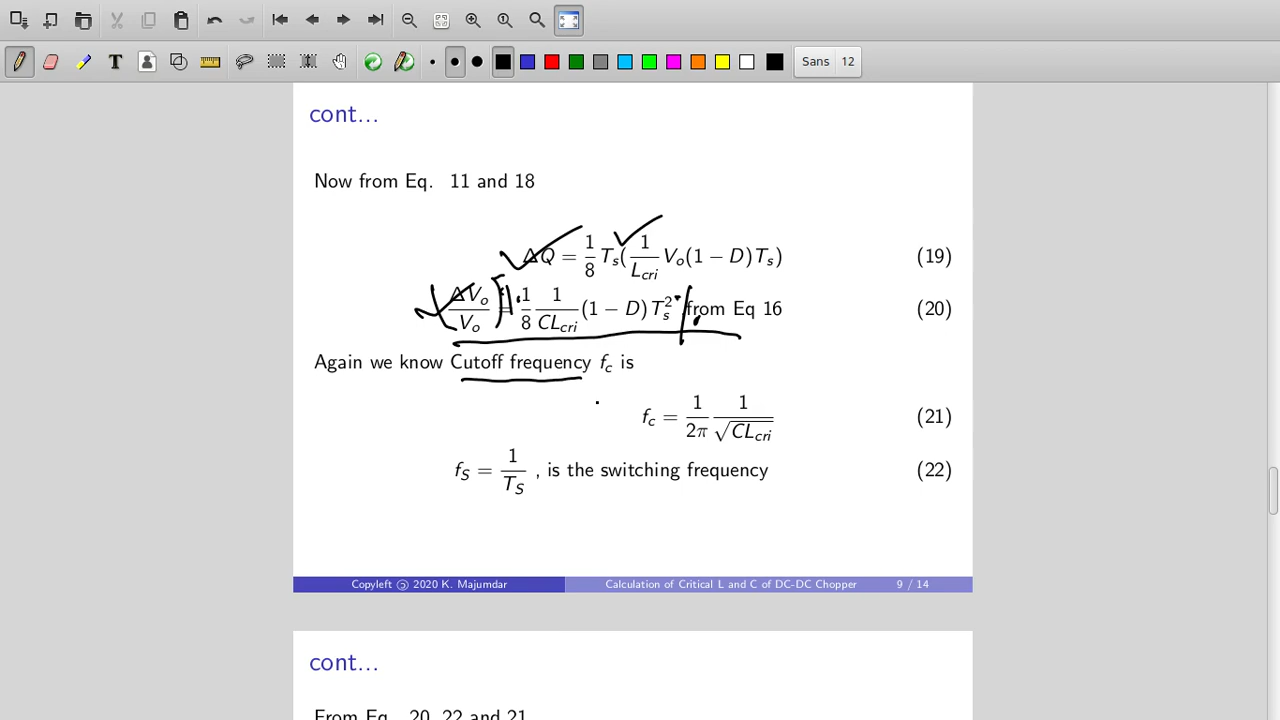 Sans 12
cont...
Now from Eq. 11 and 18
ΔQ = 1/8 T_s(1/L_cri V_o(1 − D)T_s) (19)
ΔV_o/V_o = 1/8 1/CL_cri (1 − D)T_s^2 ,from Eq 16 (20)
Again we know Cutoff frequency f_c is
f_c = 1/2π 1/√CL_cri (21)
f_S = 1/T_S , is the switching frequency (22)
Copyleft 🄯 2020 K. Majumdar Calculation of Critical L and C of DC-DC Chopper 9 / 14
cont...
From Eq. 20, 22 and 21